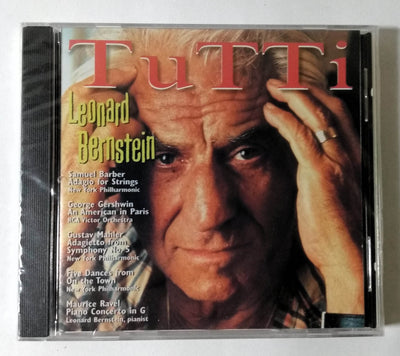 TuTTi
Leonard
Bernstein
Samuel Barber
Adagio for Strings
New York Philharmonic
George Gershwin
An American in Paris
RCA Victor Orchestra
Gustav Mahler
Adagietto from
Symphony No. 5
New York Philharmonic
Five Dances from
On the Town
New York Philharmonic
Maurice Ravel
Piano Concerto in G
Leonard Bernstein, pianist